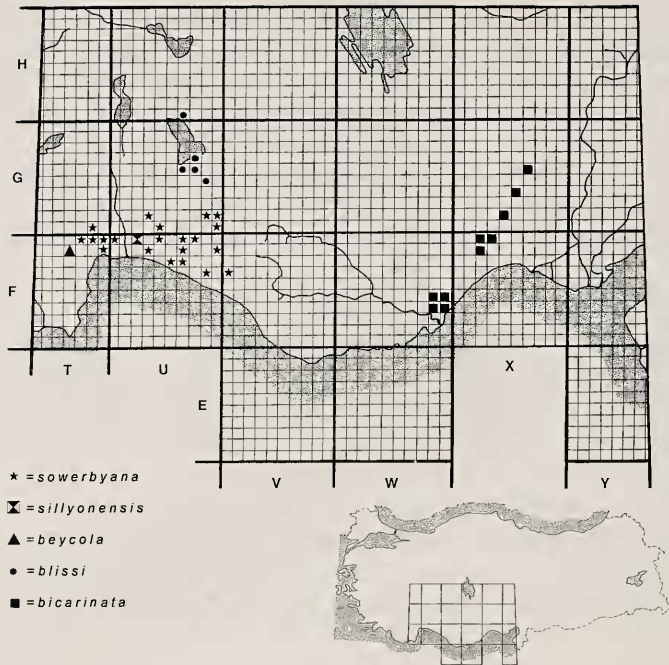 H
G
F
T
U
E
V
W
X
Y
★ = sowerbyana
⧗ = sillyonensis
▲ = beycola
● = blissi
■ = bicarinata